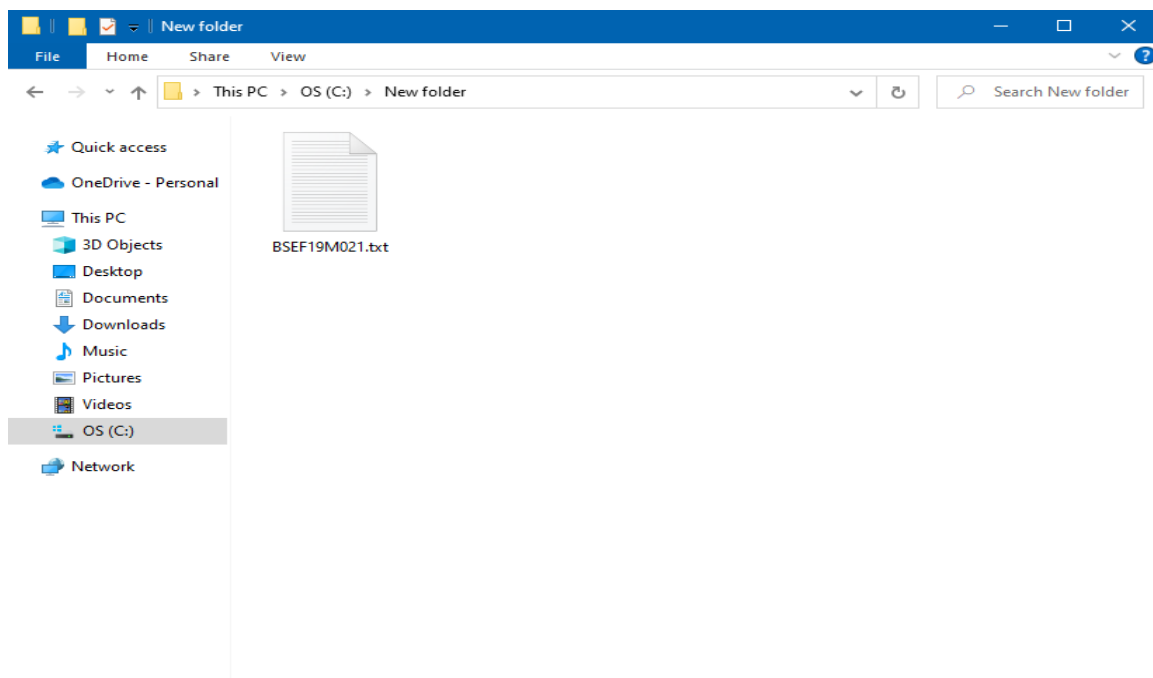 New folder
File Home Share View
This PC > OS (C:) > New folder
Search New folder
Quick access
OneDrive - Personal
This PC
3D Objects
Desktop
Documents
Downloads
Music
Pictures
Videos
OS (C:)
Network
BSEF19M021.txt